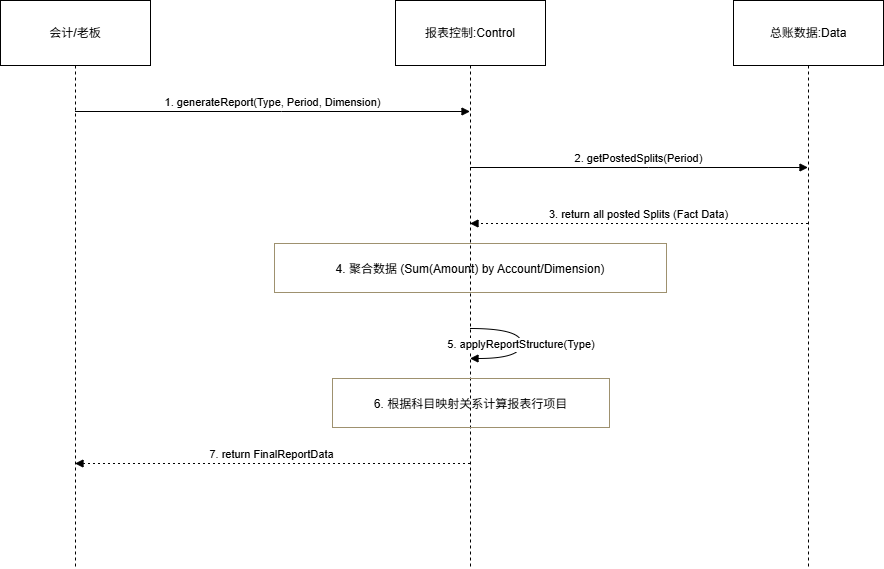 会计/老板
报表控制:Control
总账数据:Data
1. generateReport(Type, Period, Dimension)
2. getPostedSplits(Period)
3. return all posted Splits (Fact Data)
4. 聚合数据 (Sum(Amount) by Account/Dimension)
5. applyReportStructure(Type)
6. 根据科目映射关系计算报表行项目
7. return FinalReportData